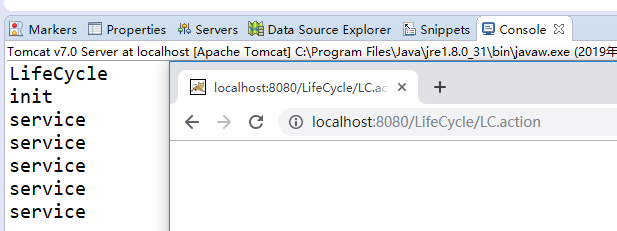 Markers Properties Servers Data Source Explorer Snippets Console
Tomcat v7.0 Server at localhost [Apache Tomcat] C:\Program Files\Java\jre1.8.0_31\bin\javaw.exe (2019年
LifeCycle
init
service
service
service
service
service
localhost:8080/LifeCycle/LC.ac
localhost:8080/LifeCycle/LC.action